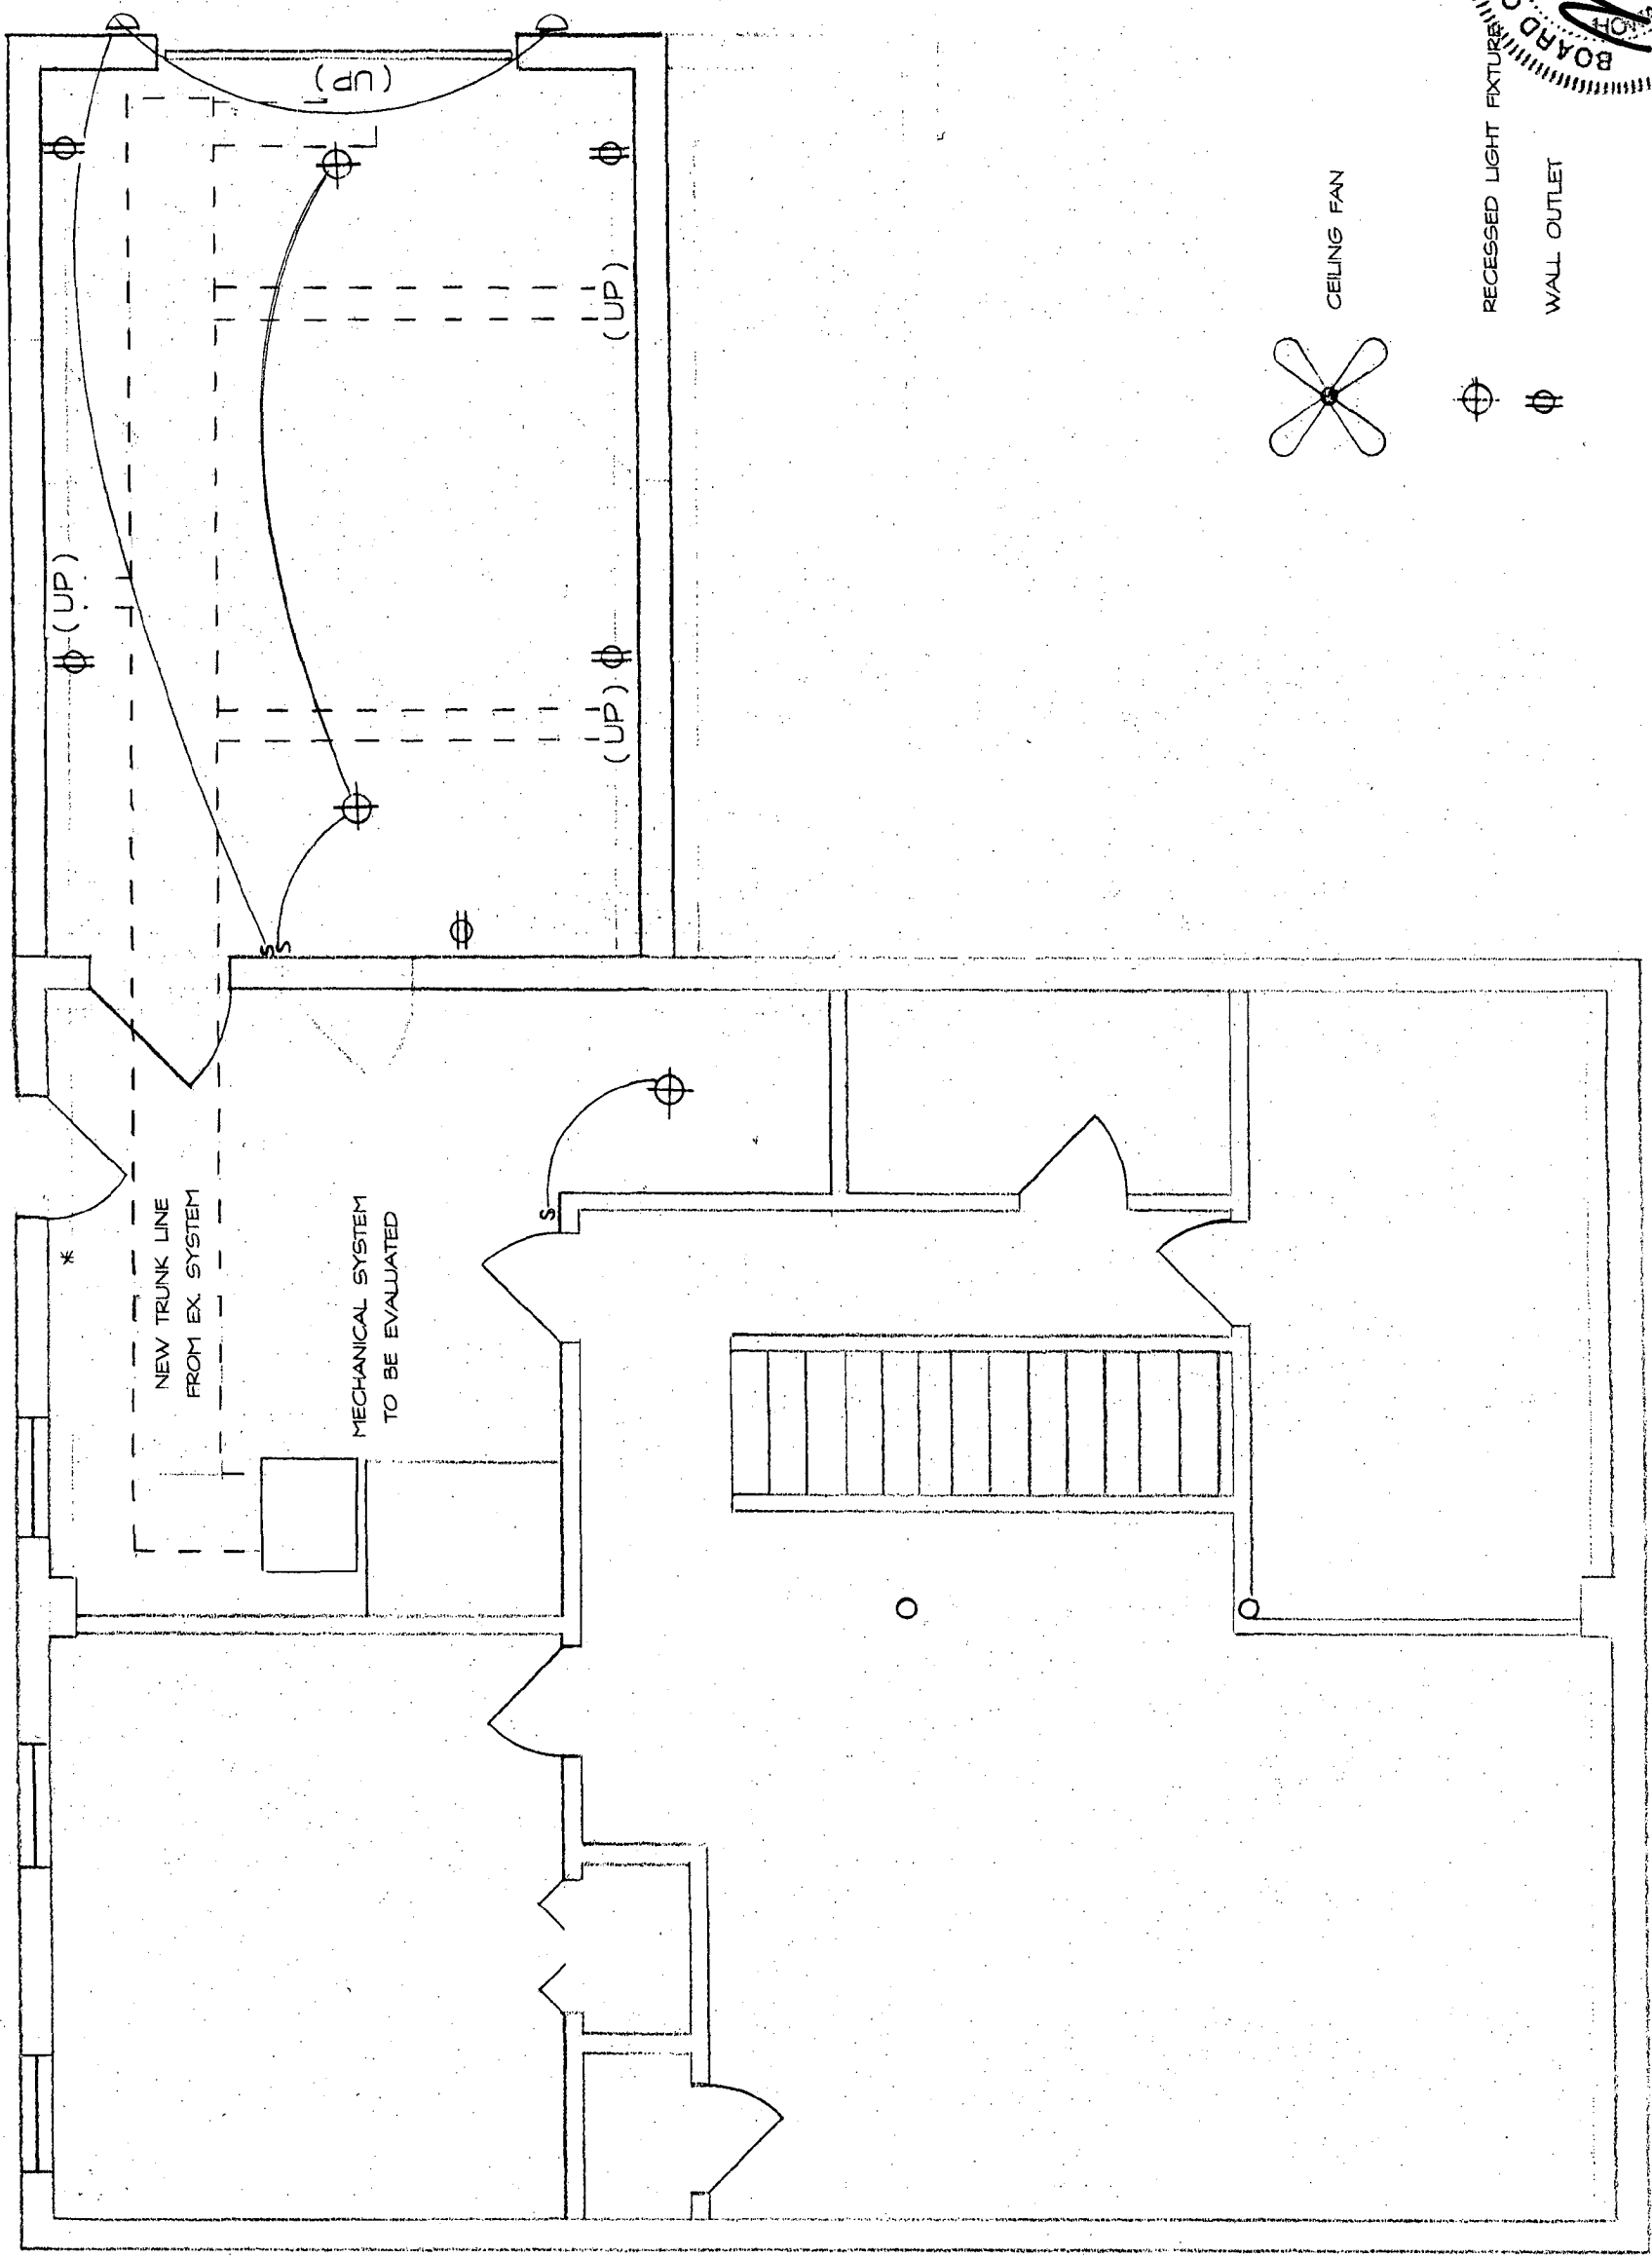 (UP)
(UP)
(UP)
(UP)
S
S
S
*
NEW TRUNK LINE
FROM EX. SYSTEM
MECHANICAL SYSTEM
TO BE EVALUATED
CEILING FAN
RECESSED LIGHT FIXTURES
WALL OUTLET
BOARD